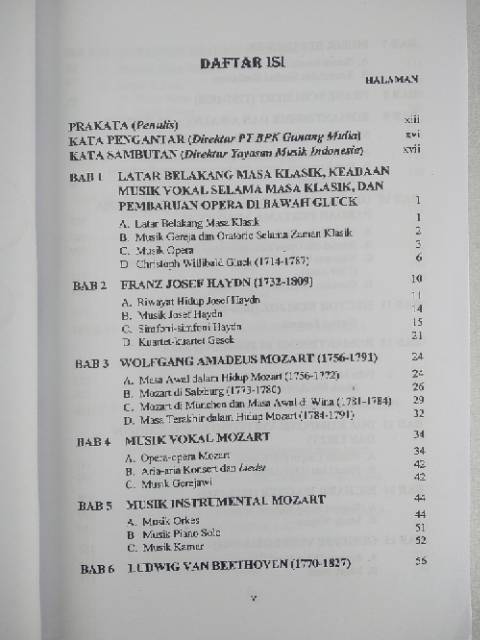 DAFTAR ISI
HALAMAN
PRAKATA (Penulis) xiii
KATA PENGANTAR (Direktur PT BPK Gunung Mulia) xvi
KATA SAMBUTAN (Direktur Yayasan Musik Indonesia) xvii
BAB 1 LATAR BELAKANG MASA KLASIK, KEADAAN
MUSIK VOKAL SELAMA MASA KLASIK, DAN
PEMBARUAN OPERA DI BAWAH GLUCK 1
A. Latar Belakang Masa Klasik 1
B. Musik Gereja dan Oratorio Selama Zaman Klasik 2
C. Musik Opera 3
D. Christoph Willibald Gluck (1714-1787) 6
BAB 2 FRANZ JOSEF HAYDN (1732-1809) 10
A. Riwayat Hidup Josef Haydn 11
B. Musik Josef Haydn 14
C. Simfoni-simfoni Haydn 15
D. Kuartet-kuartet Gesek 21
BAB 3 WOLFGANG AMADEUS MOZART (1756-1791) 24
A. Masa Awal dalam Hidup Mozart (1756-1772) 24
B. Mozart di Salzburg (1773-1780) 26
C. Mozart di München dan Masa Awal di Wina (1781-1784) 29
D. Masa Terakhir dalam Hidup Mozart (1784-1791) 32
BAB 4 MUSIK VOKAL MOZART 34
A. Opera-opera Mozart 34
B. Aria-aria Konsert dan Lieder 42
C. Musik Gerejawi 42
BAB 5 MUSIK INSTRUMENTAL MOZART 44
A. Musik Orkes 44
B. Musik Piano Solo 51
C. Musik Kamar 52
BAB 6 LUDWIG VAN BEETHOVEN (1770-1827) 56
v